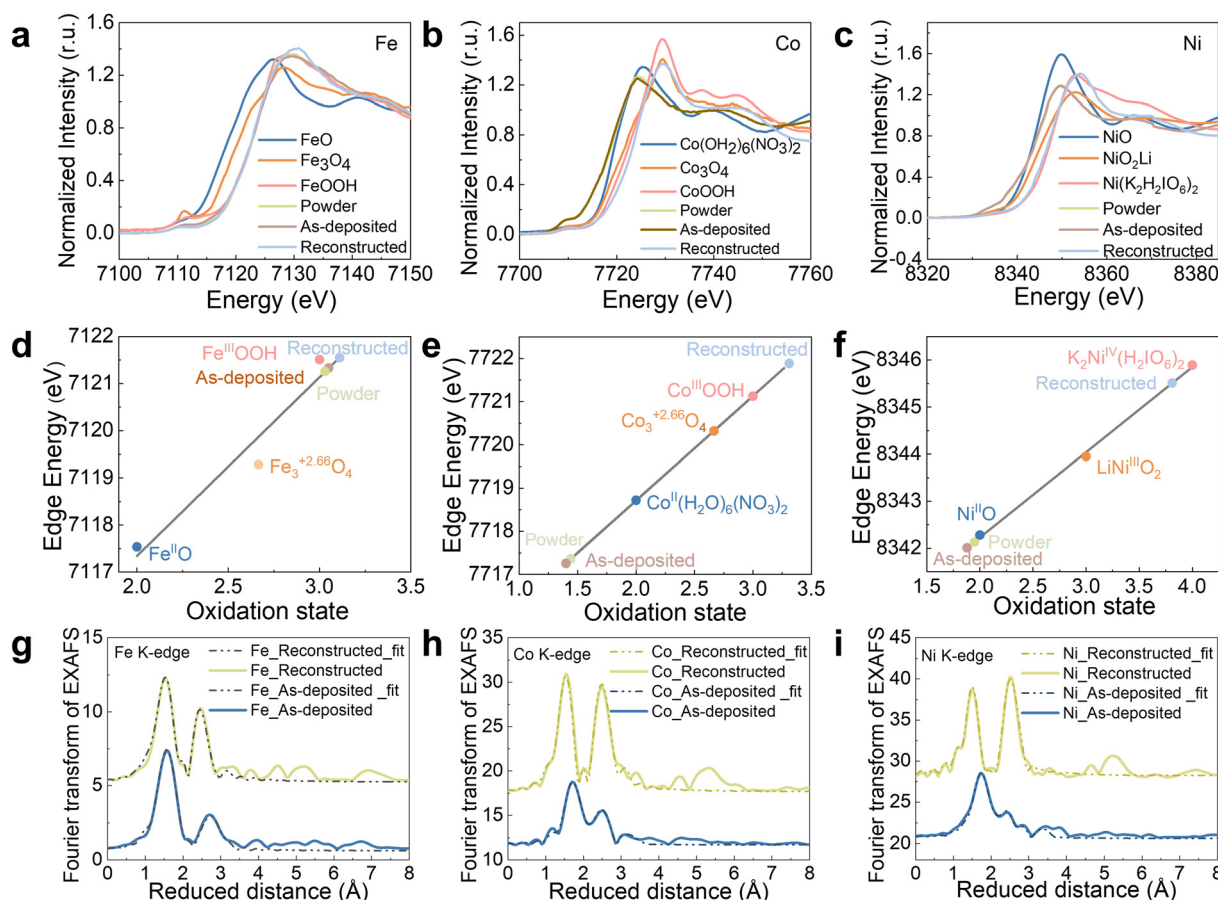 a
Fe
Normalized Intensity (r.u.)
1.6
1.2
0.8
0.4
0.0
FeO
Fe₃O₄
FeOOH
Powder
As-deposited
Reconstructed
7100 7110 7120 7130 7140 7150
Energy (eV)
b
Co
Normalized Intensity (r.u.)
1.6
1.2
0.8
0.4
0.0
Co(OH₂)₆(NO₃)₂
Co₃O₄
CoOOH
Powder
As-deposited
Reconstructed
7700 7720 7740 7760
Energy (eV)
c
Ni
Normalized Intensity (r.u.)
2.0
1.6
1.2
0.8
0.4
0.0
-0.4
NiO
NiO₂Li
Ni(K₂H₂IO₆)₂
Powder
As-deposited
Reconstructed
8320 8340 8360 8380
Energy (eV)
d
Edge Energy (eV)
7122
7121
7120
7119
7118
7117
FeᴵᴵᴵOOH
Reconstructed
As-deposited
Powder
Fe₃⁺²·⁶⁶O₄
FeᴵᴵO
2.0 2.5 3.0 3.5
Oxidation state
e
Edge Energy (eV)
7722
7721
7720
7719
7718
7717
Reconstructed
CoᴵᴵᴵOOH
Co₃⁺²·⁶⁶O₄
Coᴵᴵ(H₂O)₆(NO₃)₂
Powder
As-deposited
1.0 1.5 2.0 2.5 3.0 3.5
Oxidation state
f
Edge Energy (eV)
8346
8345
8344
8343
8342
K₂Niᴵⱽ(H₂IO₆)₂
Reconstructed
LiNiᴵᴵᴵO₂
NiᴵᴵO
Powder
As-deposited
1.5 2.0 2.5 3.0 3.5 4.0
Oxidation state
g
Fourier transform of EXAFS
15
10
5
0
Fe K-edge
Fe_Reconstructed_fit
Fe_Reconstructed
Fe_As-deposited _fit
Fe_As-deposited
0 1 2 3 4 5 6 7 8
Reduced distance (Å)
h
Fourier transform of EXAFS
35
30
25
20
15
10
Co K-edge
Co_Reconstructed_fit
Co_Reconstructed
Co_As-deposited _fit
Co_As-deposited
0 1 2 3 4 5 6 7 8
Reduced distance (Å)
i
Fourier transform of EXAFS
45
40
35
30
25
20
Ni K-edge
Ni_Reconstructed_fit
Ni_Reconstructed
Ni_As-deposited _fit
Ni_As-deposited
0 1 2 3 4 5 6 7 8
Reduced distance (Å)